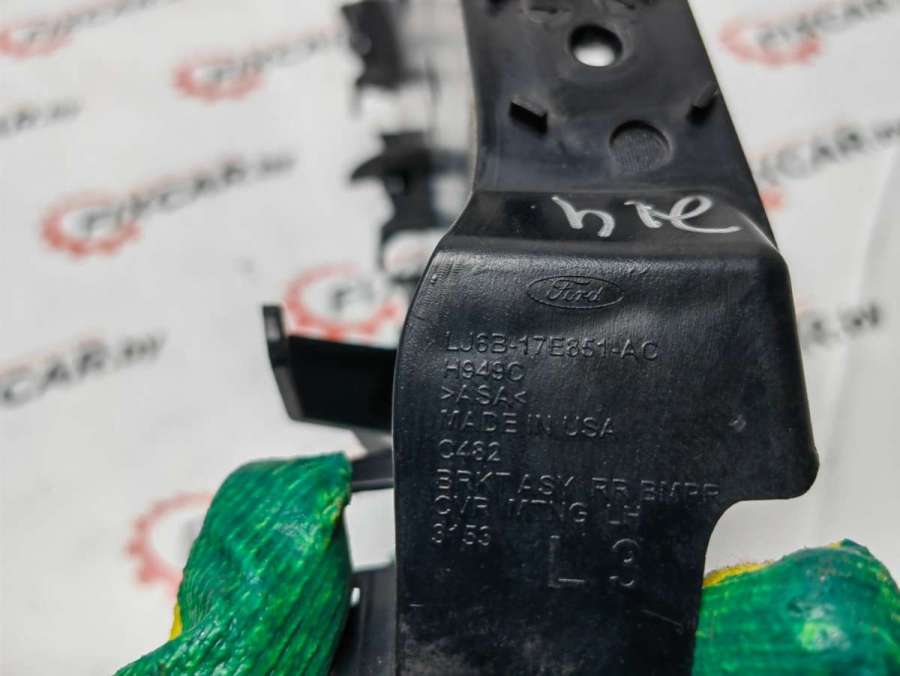 Ford
LJ6B-17E851-AC
H949C
>ASA<
MADE IN USA
C482
BRKT ASY RR BMPR
CVR MTNG LH
3153
L 3